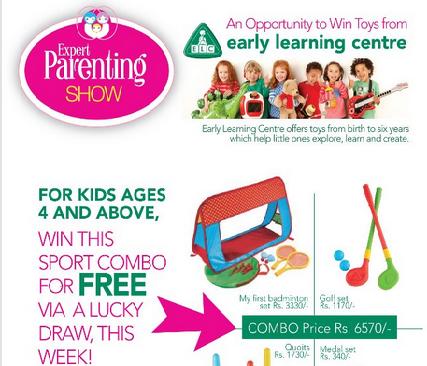 Expert
Parenting
SHOW
An Opportunity to Win Toys from
ELC
early learning centre
Early Learning Centre offers toys from birth to six years
which help little ones explore, learn and create.
FOR KIDS AGES
4 AND ABOVE,
WIN THIS
SPORT COMBO
FOR FREE
VIA A LUCKY
DRAW, THIS
WEEK!
My first badminton
set Rs. 3330/-
Golf set
Rs. 1170/-
COMBO Price Rs 6570/-
Quoits
Rs. 1730/-
Medal set
Rs. 340/-